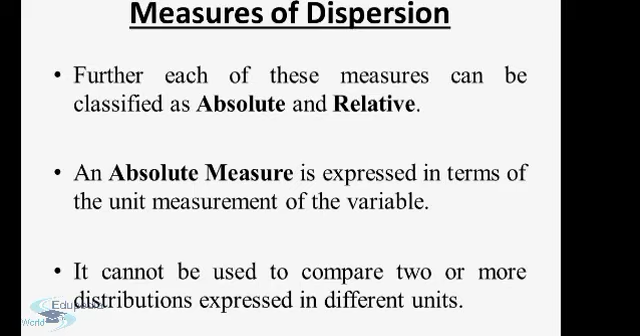 Measures of Dispersion
• Further each of these measures can be
classified as Absolute and Relative.
• An Absolute Measure is expressed in terms of
the unit measurement of the variable.
• It cannot be used to compare two or more
distributions expressed in different units.
World